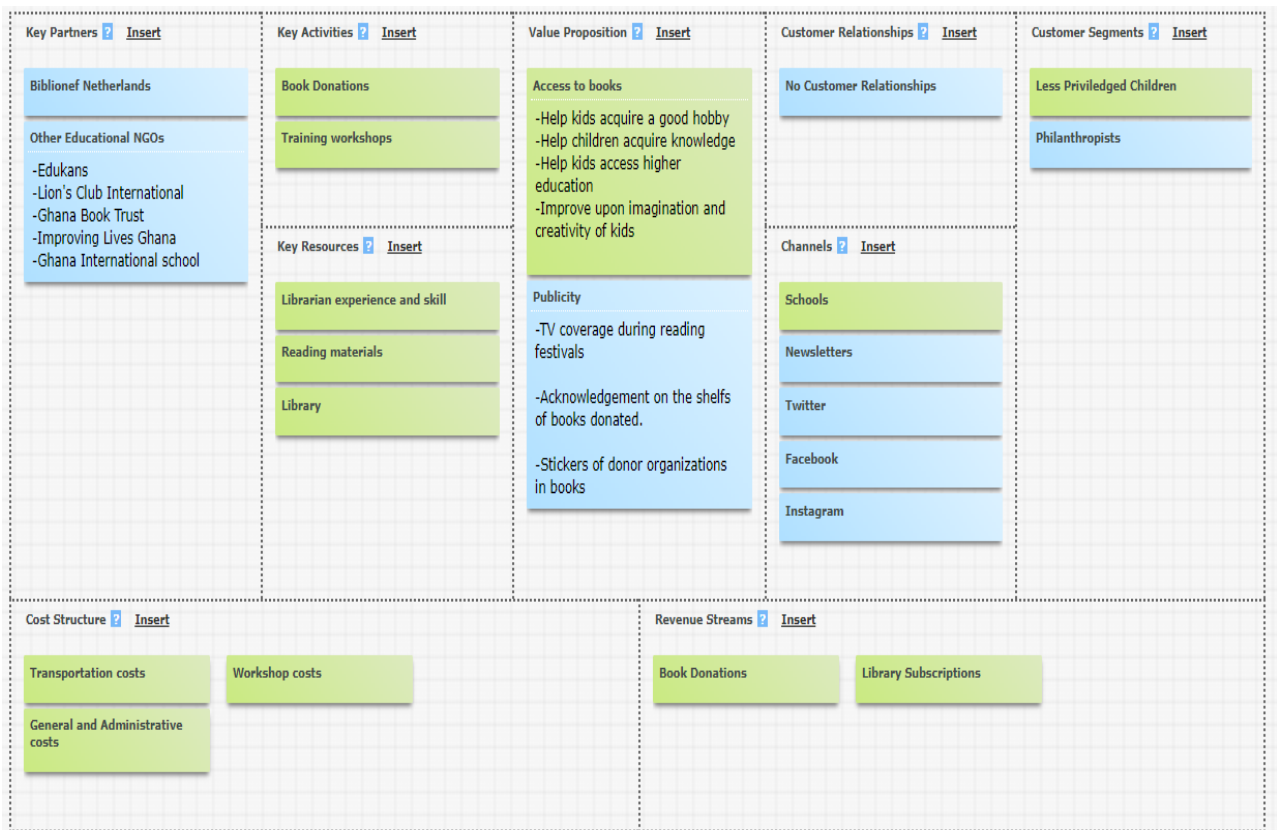 Key Partners ? Insert
Biblionef Netherlands
Other Educational NGOs
-Edukans
-Lion's Club International
-Ghana Book Trust
-Improving Lives Ghana
-Ghana International school
Key Activities ? Insert
Book Donations
Training workshops
Key Resources ? Insert
Librarian experience and skill
Reading materials
Library
Value Proposition ? Insert
Access to books
-Help kids acquire a good hobby
-Help children acquire knowledge
-Help kids access higher
education
-Improve upon imagination and
creativity of kids
Publicity
-TV coverage during reading
festivals
-Acknowledgement on the shelfs
of books donated.
-Stickers of donor organizations
in books
Customer Relationships ? Insert
No Customer Relationships
Channels ? Insert
Schools
Newsletters
Twitter
Facebook
Instagram
Customer Segments ? Insert
Less Priviledged Children
Philanthropists
Cost Structure ? Insert
Transportation costs
Workshop costs
General and Administrative
costs
Revenue Streams ? Insert
Book Donations
Library Subscriptions